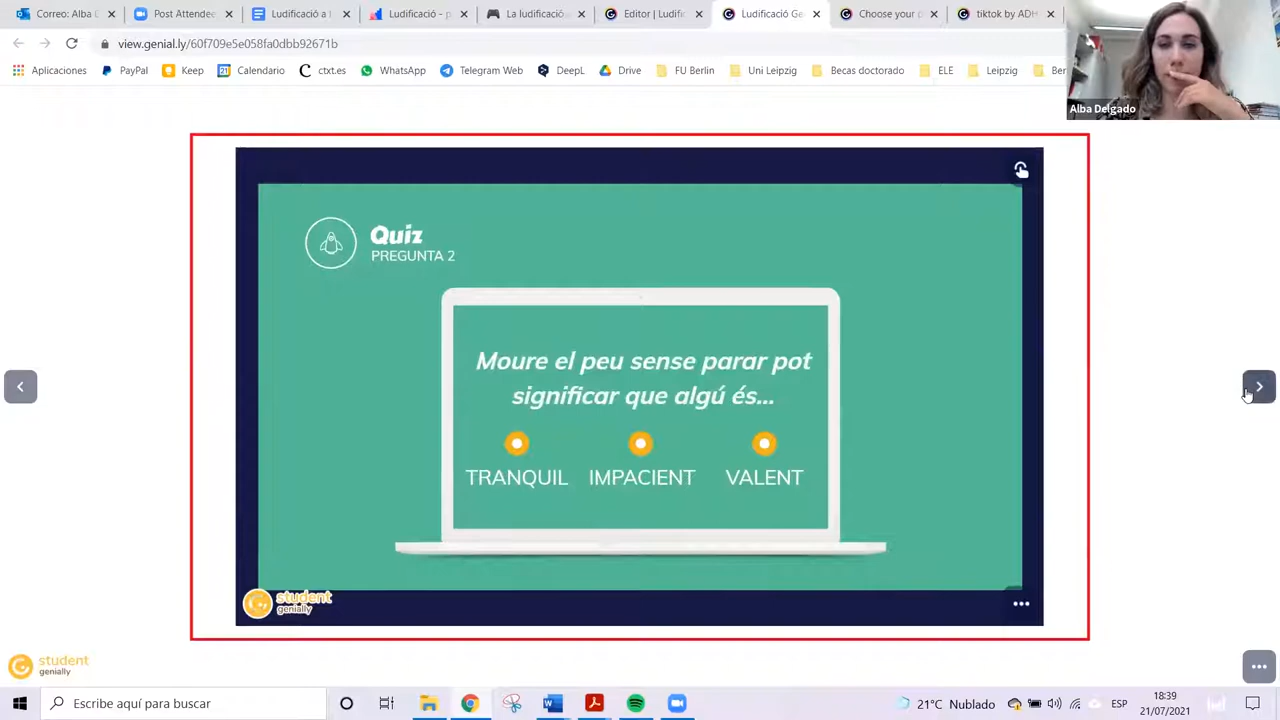 Correo: Alba D
Post Attendee
Ludificació a l
Ludificació - p
La ludificació
Editor | Ludific
Ludificació Ge
Choose your d
tiktok by ADH
view.genial.ly/60f709e5e058fa0dbb92671b
Aplicaciones
PayPal
Keep
Calendario
ctxt.es
WhatsApp
Telegram Web
DeepL
Drive
FU Berlin
Uni Leipzig
Becas doctorado
ELE
Leipzig
Ber
Alba Delgado
Quiz
PREGUNTA 2
Moure el peu sense parar pot
significar que algú és...
TRANQUIL IMPACIENT VALENT
student
genially
student
genially
Escribe aquí para buscar
21°C Nublado
ESP
18:39
21/07/2021